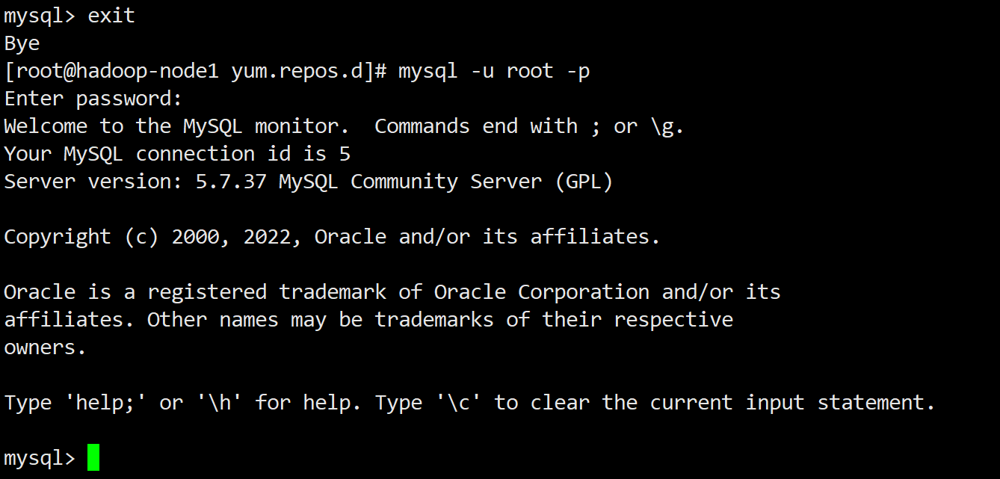 mysql> exit
Bye
[root@hadoop-node1 yum.repos.d]# mysql -u root -p
Enter password:
Welcome to the MySQL monitor.  Commands end with ; or \g.
Your MySQL connection id is 5
Server version: 5.7.37 MySQL Community Server (GPL)
Copyright (c) 2000, 2022, Oracle and/or its affiliates.
Oracle is a registered trademark of Oracle Corporation and/or its
affiliates. Other names may be trademarks of their respective
owners.
Type 'help;' or '\h' for help. Type '\c' to clear the current input statement.
mysql>